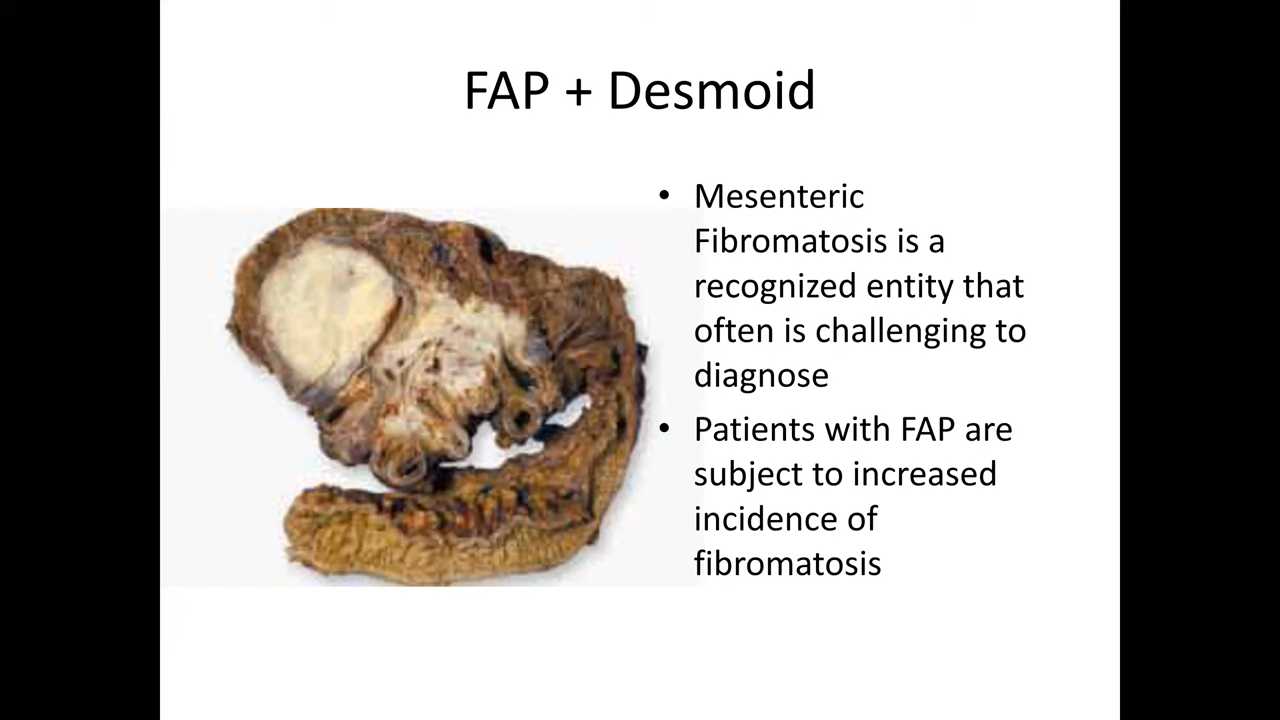 FAP + Desmoid
• Mesenteric
Fibromatosis is a
recognized entity that
often is challenging to
diagnose
• Patients with FAP are
subject to increased
incidence of
fibromatosis